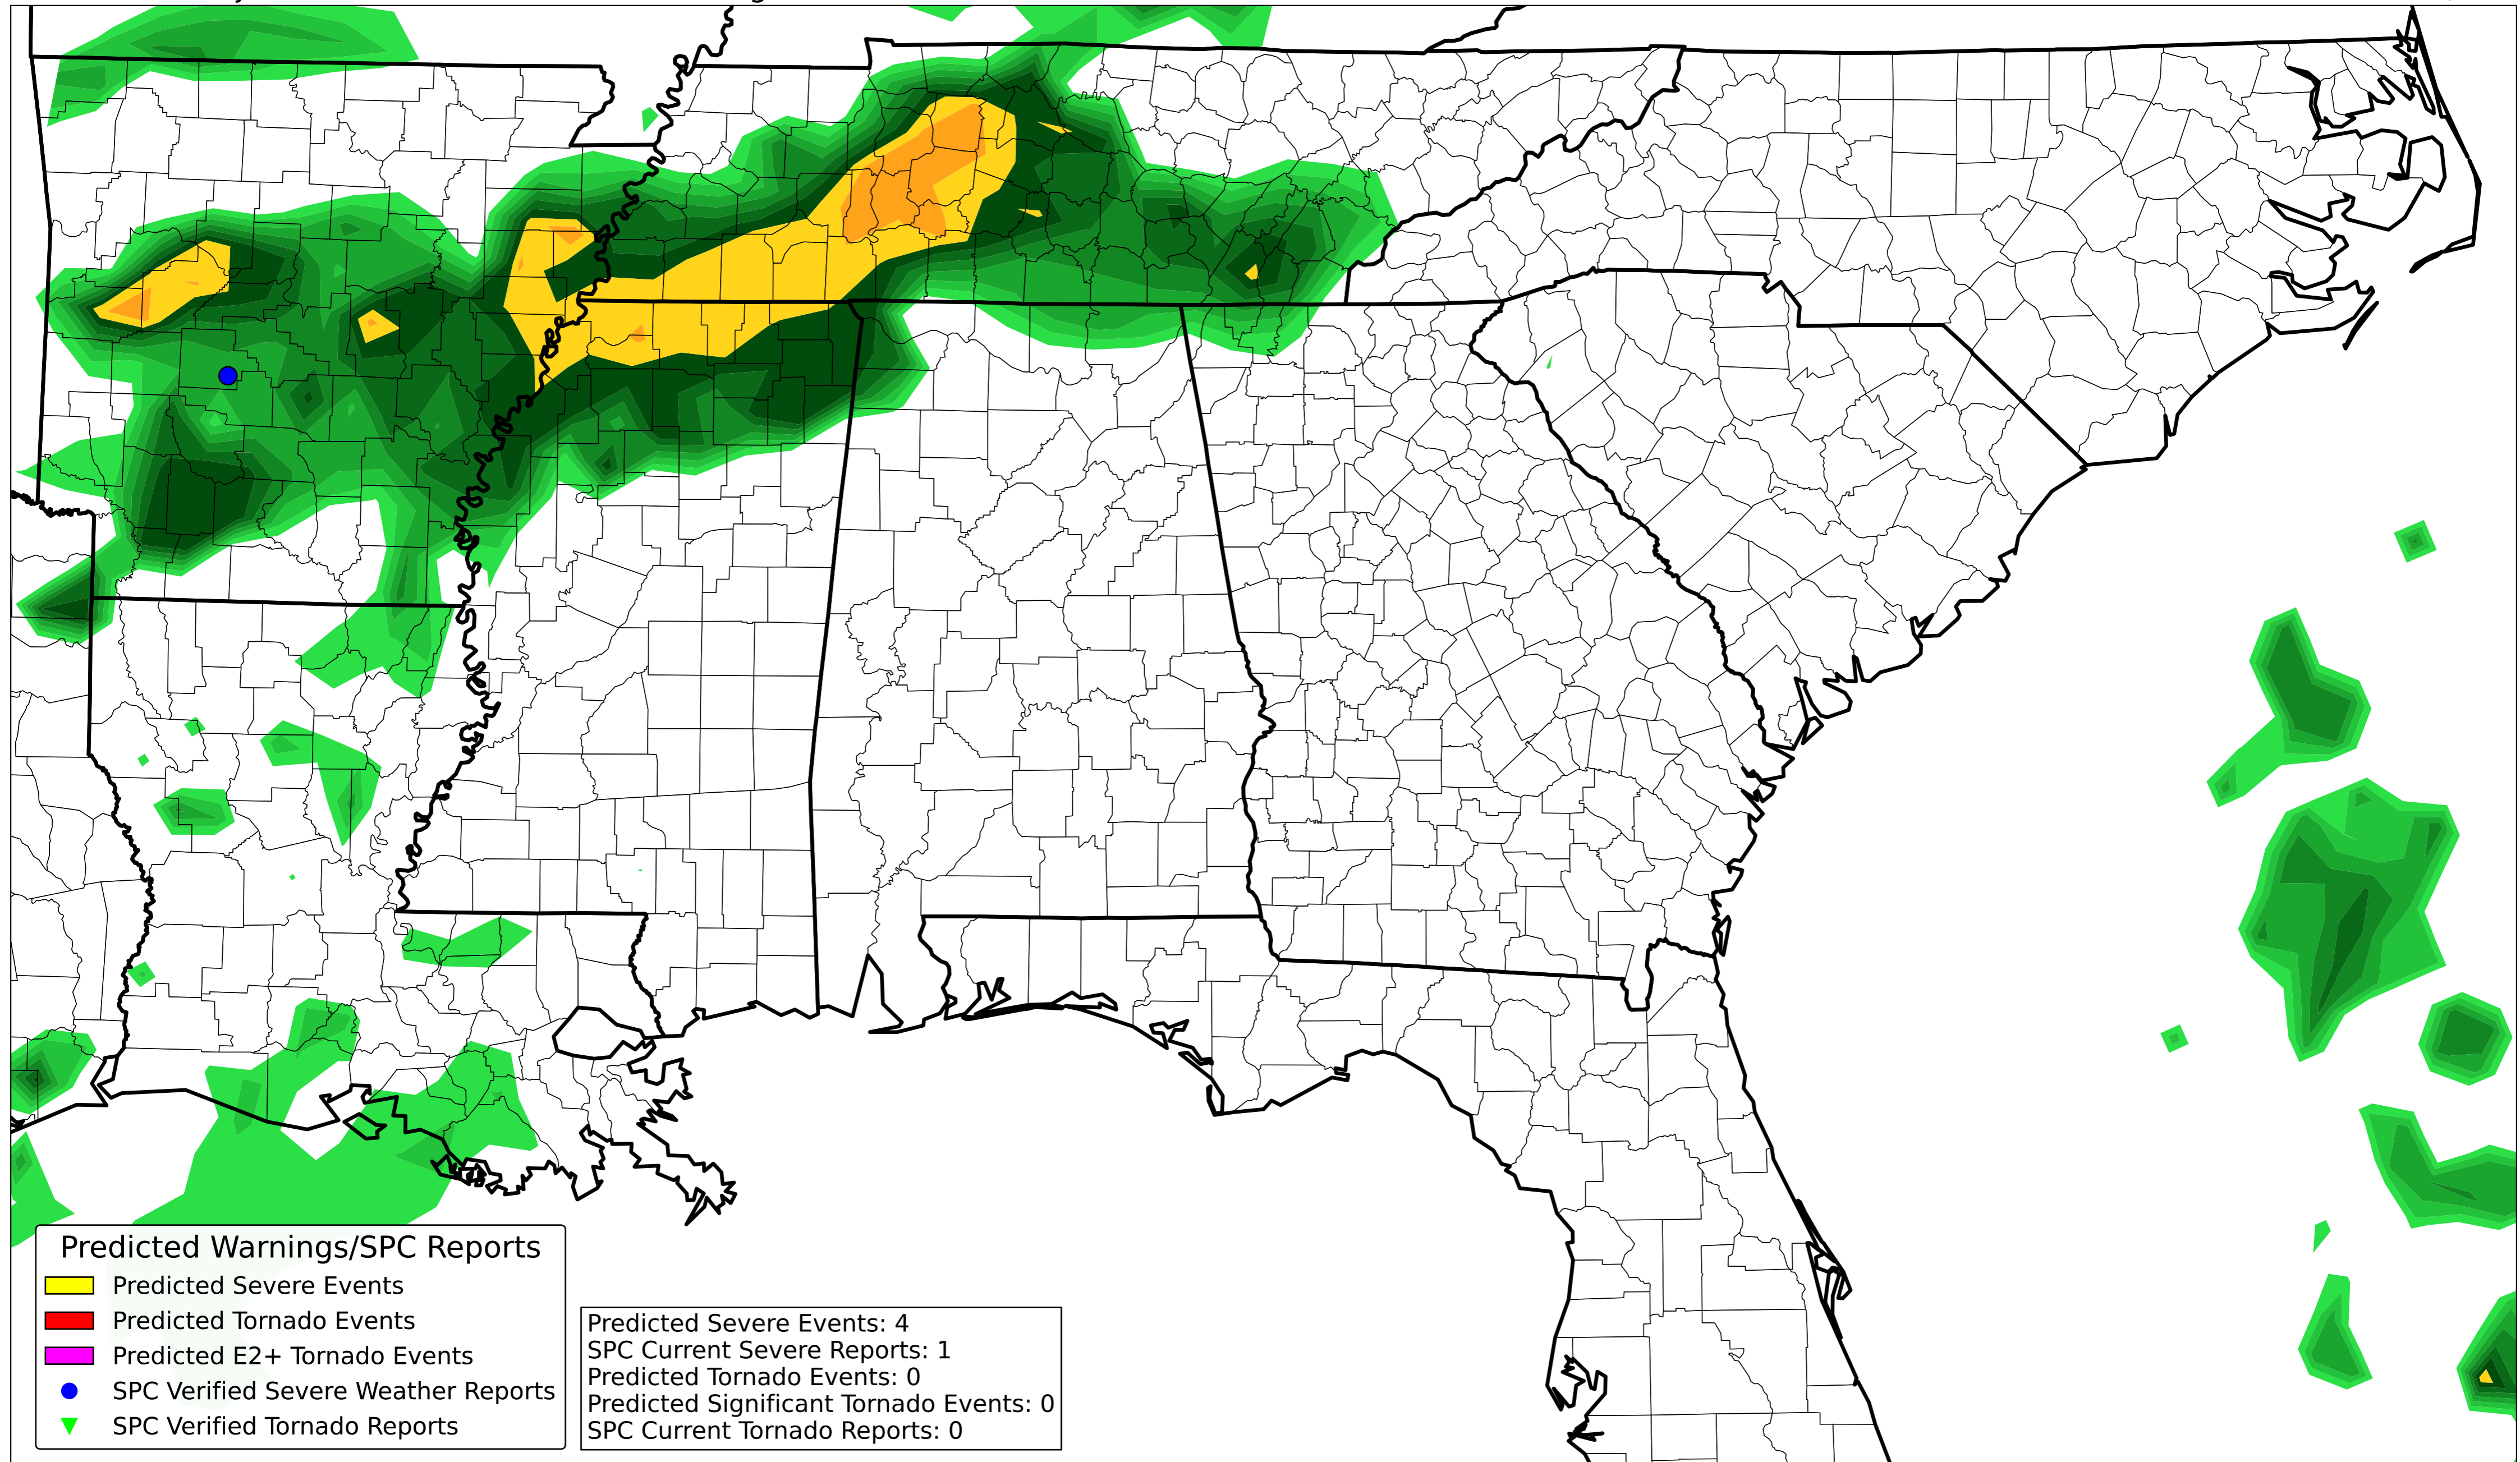 Predicted Warnings/SPC Reports
Predicted Severe Events
Predicted Tornado Events
Predicted E2+ Tornado Events
SPC Verified Severe Weather Reports
SPC Verified Tornado Reports
Predicted Severe Events: 4
SPC Current Severe Reports: 1
Predicted Tornado Events: 0
Predicted Significant Tornado Events: 0
SPC Current Tornado Reports: 0